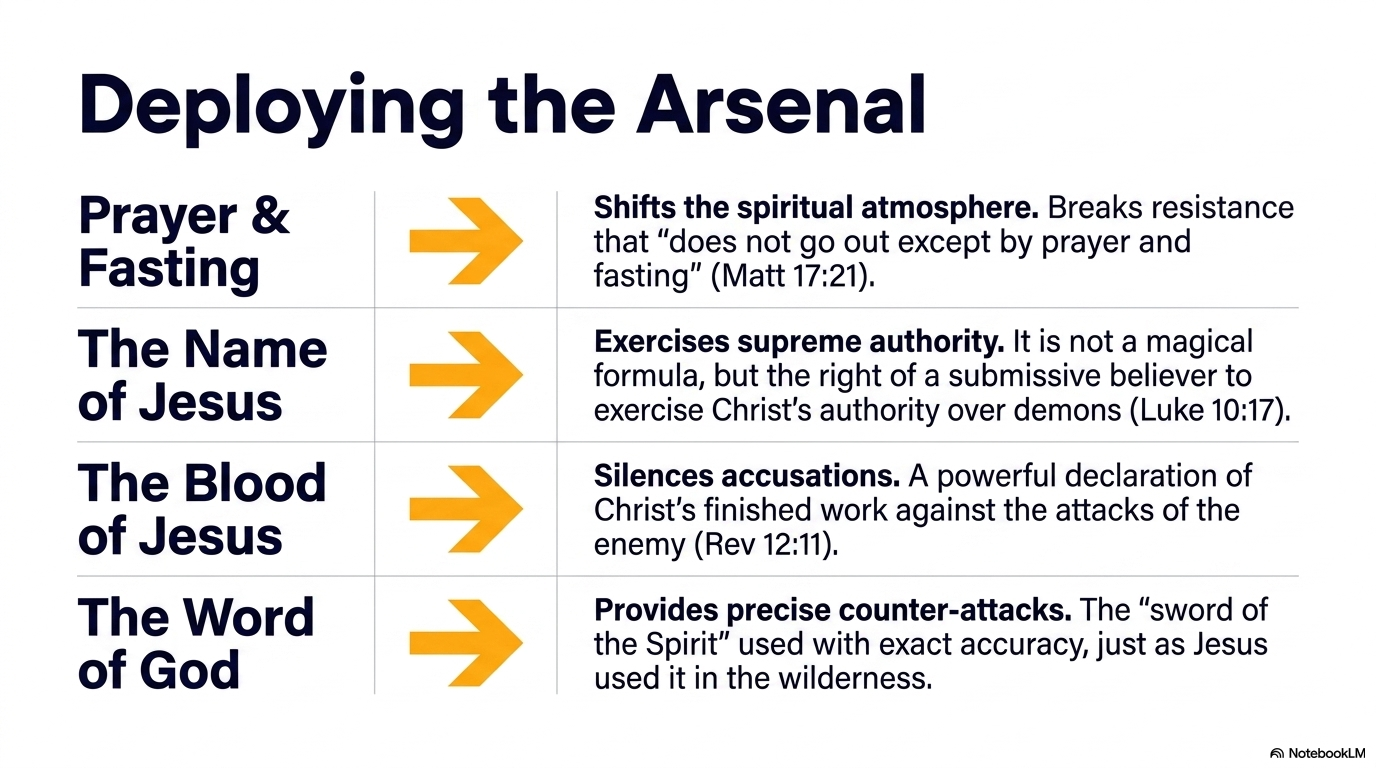 Deploying the Arsenal
Prayer &
Fasting
Shifts the spiritual atmosphere. Breaks resistance
that “does not go out except by prayer and
fasting” (Matt 17:21).
The Name
of Jesus
Exercises supreme authority. It is not a magical
formula, but the right of a submissive believer to
exercise Christ’s authority over demons (Luke 10:17).
The Blood
of Jesus
Silences accusations. A powerful declaration of
Christ’s finished work against the attacks of the
enemy (Rev 12:11).
The Word
of God
Provides precise counter-attacks. The “sword of
the Spirit” used with exact accuracy, just as Jesus
used it in the wilderness.
NotebookLM